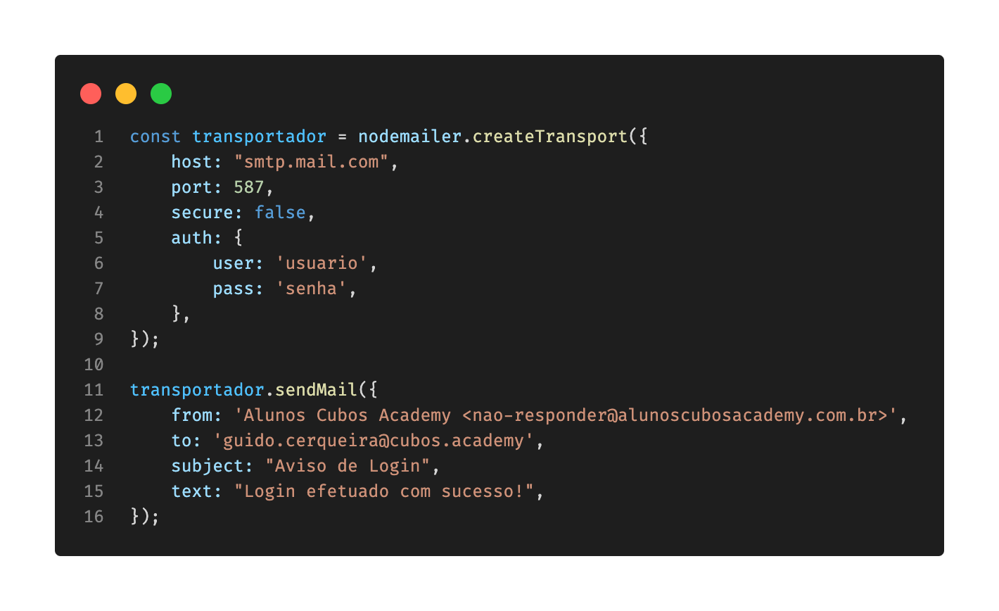 1 const transportador = nodemailer.createTransport({
2     host: "smtp.mail.com",
3     port: 587,
4     secure: false,
5     auth: {
6         user: 'usuario',
7         pass: 'senha',
8     },
9 });
10
11 transportador.sendMail({
12     from: 'Alunos Cubos Academy <nao-responder@alunoscubosacademy.com.br>',
13     to: 'guido.cerqueira@cubos.academy',
14     subject: "Aviso de Login",
15     text: "Login efetuado com sucesso!",
16 });